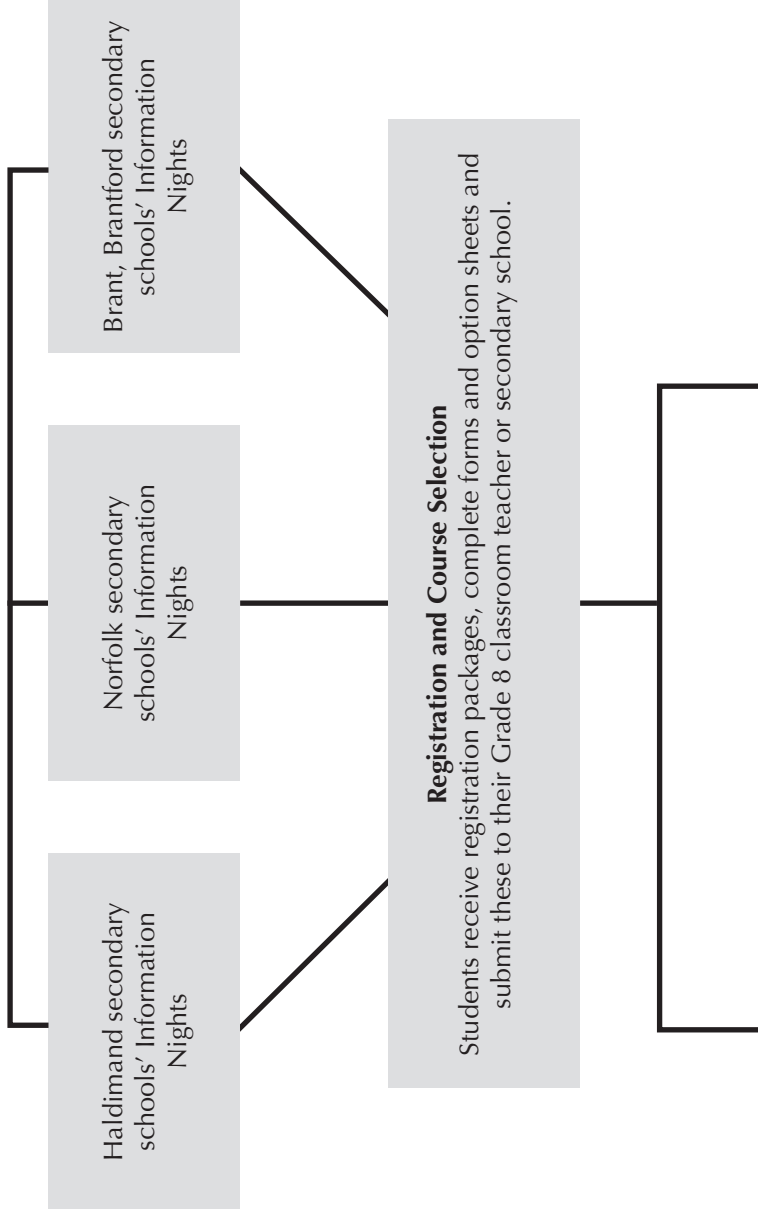 Haldimand secondary
schools’ Information
Nights
Norfolk secondary
schools’ Information
Nights
Brant, Brantford secondary
schools’ Information
Nights
Registration and Course Selection
Students receive registration packages, complete forms and option sheets and
submit these to their Grade 8 classroom teacher or secondary school.